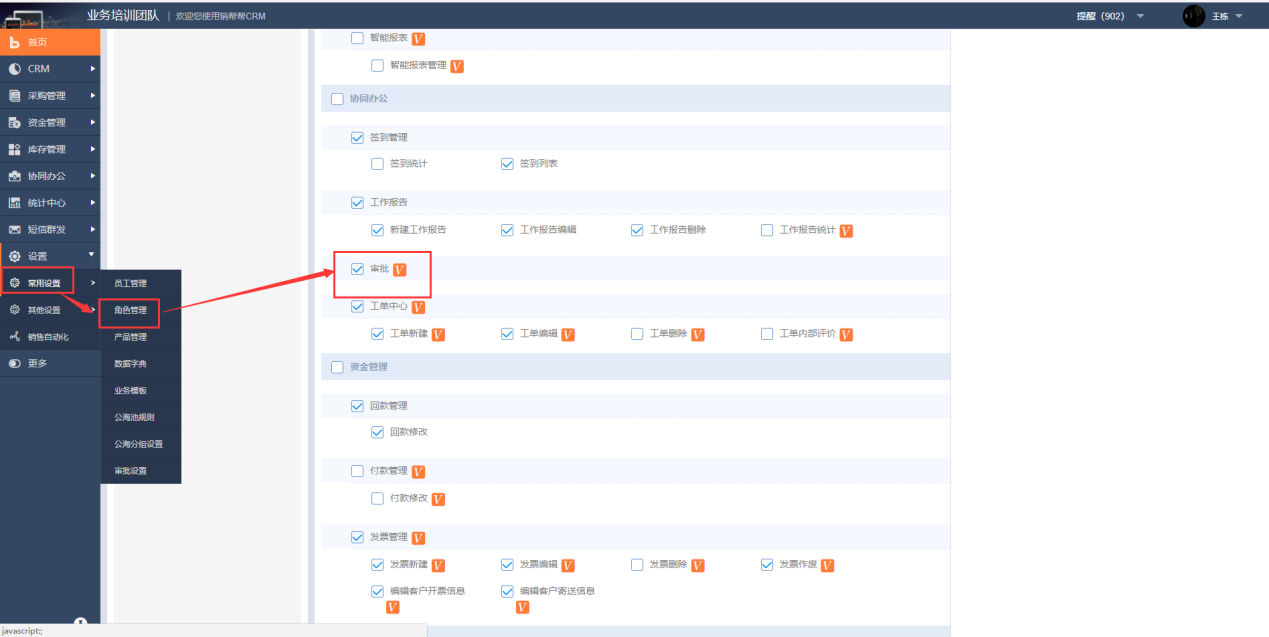 业务培训团队 | 欢迎您使用销帮帮CRM 提醒 (902) 王栋
首页
CRM
采购管理
资金管理
库存管理
协同办公
统计中心
短信群发
设置
常用设置
其他设置
销售自动化
更多
员工管理
角色管理
产品管理
数据字典
业务模板
公海池规则
公海分组设置
审批设置
智能报表 V
智能报表管理 V
协同办公
签到管理
签到统计 签到列表
工作报告
新建工作报告 工作报告编辑 工作报告删除 工作报告统计 V
审批 V
工单中心 V
工单新建 V 工单编辑 V 工单删除 V 工单内部评价 V
资金管理
回款管理
回款修改
付款管理 V
付款修改 V
发票管理 V
发票新建 V 发票编辑 V 发票删除 V 发票作废 V
编辑客户开票信息 V 编辑客户寄送信息 V
javascript:;